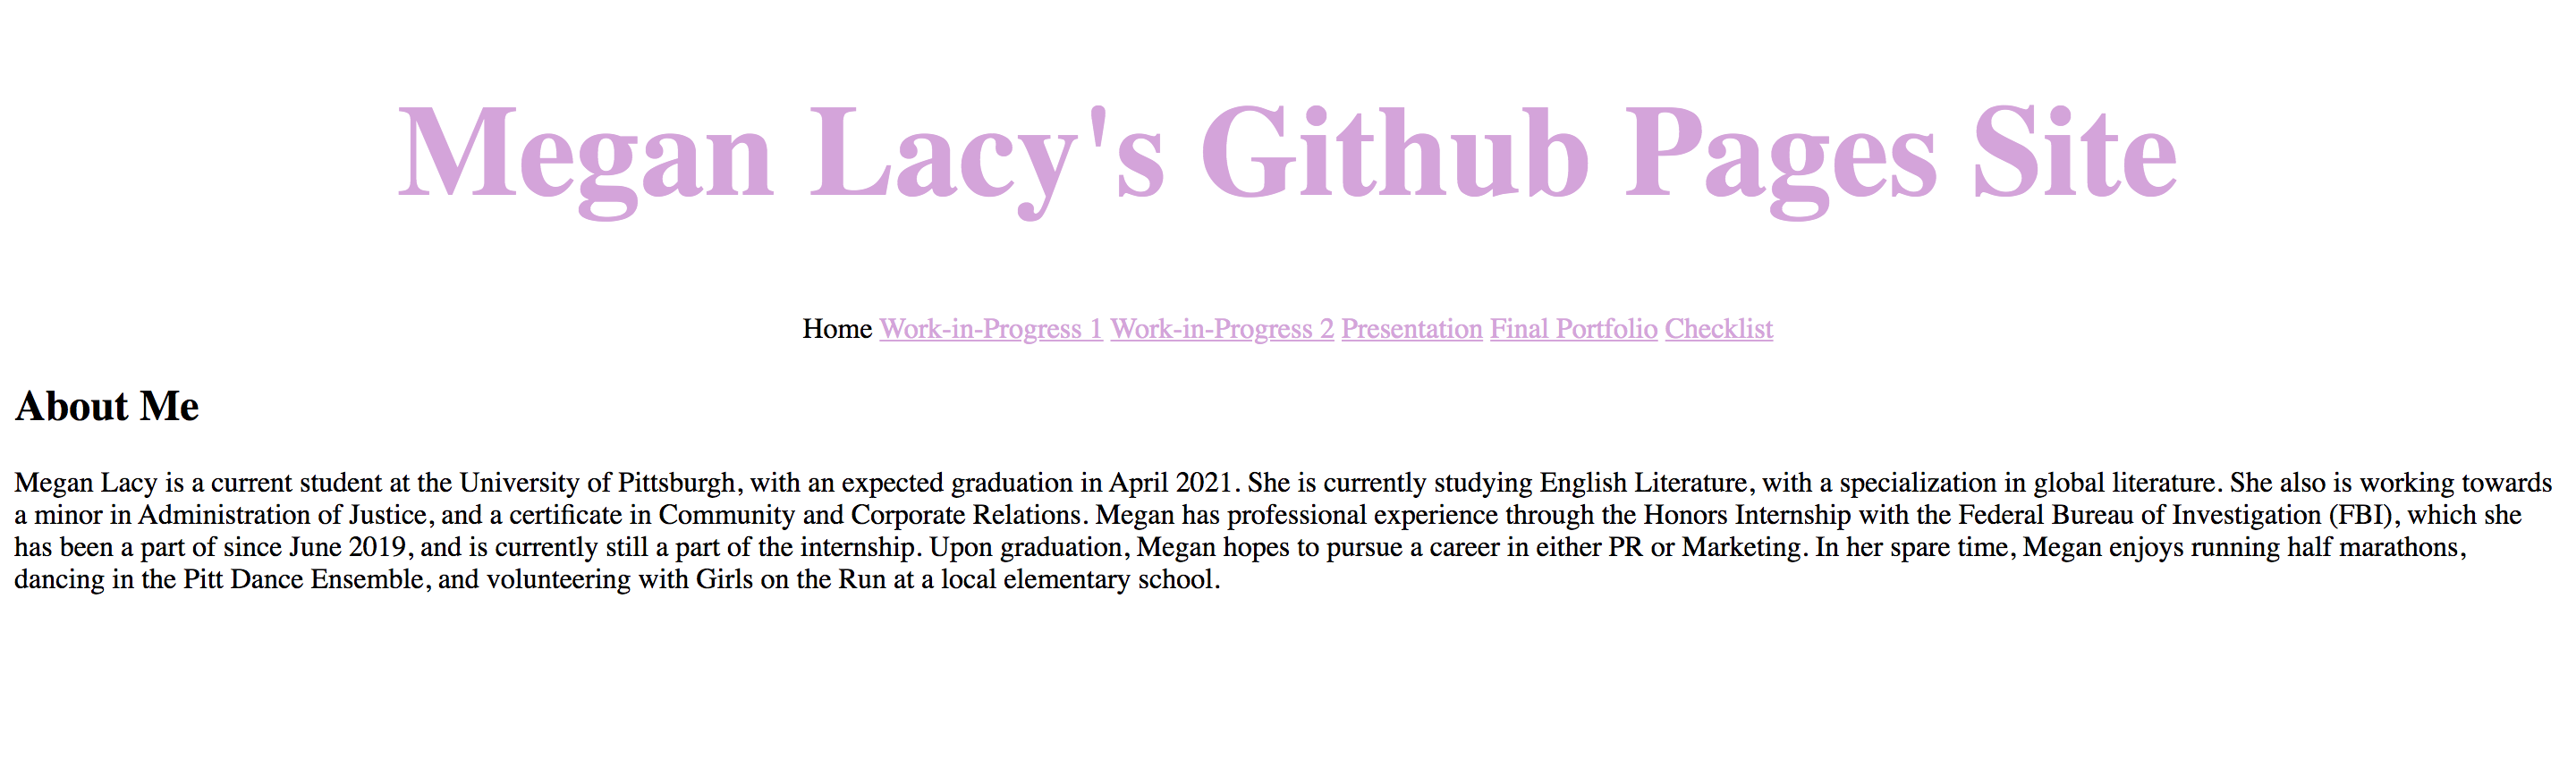 Megan Lacy's Github Pages Site
Home Work-in-Progress 1 Work-in-Progress 2 Presentation Final Portfolio Checklist
About Me
Megan Lacy is a current student at the University of Pittsburgh, with an expected graduation in April 2021. She is currently studying English Literature, with a specialization in global literature. She also is working towards
a minor in Administration of Justice, and a certificate in Community and Corporate Relations. Megan has professional experience through the Honors Internship with the Federal Bureau of Investigation (FBI), which she
has been a part of since June 2019, and is currently still a part of the internship. Upon graduation, Megan hopes to pursue a career in either PR or Marketing. In her spare time, Megan enjoys running half marathons,
dancing in the Pitt Dance Ensemble, and volunteering with Girls on the Run at a local elementary school.